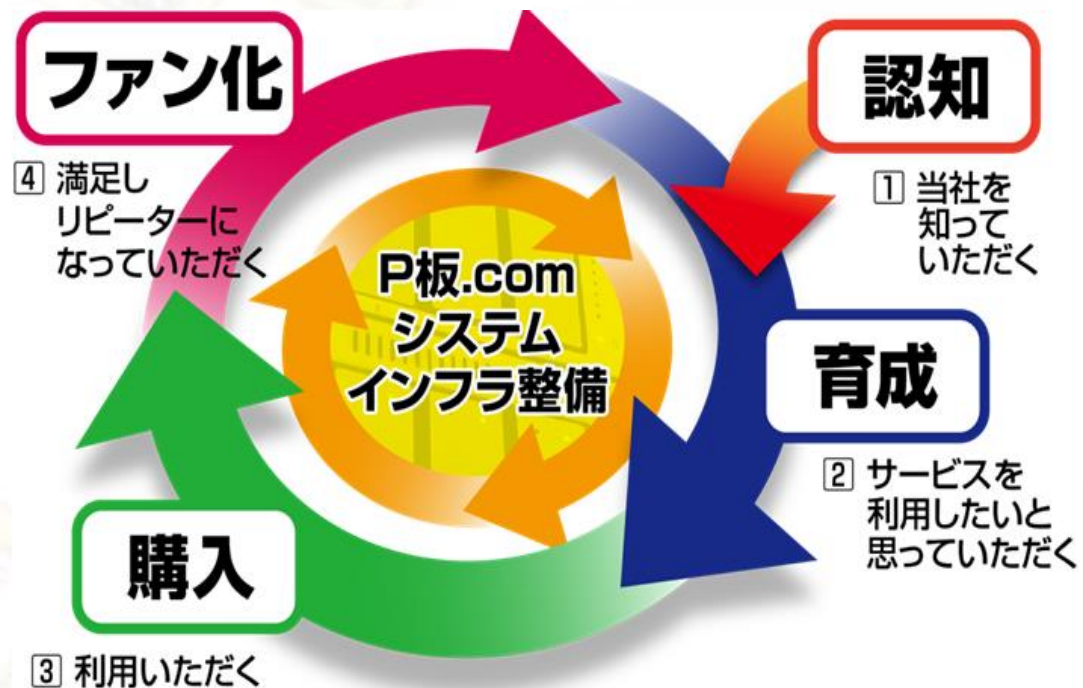 認知
1 当社を
知って
いただく
育成
2 サービスを
利用したいと
思っていただく
購入
3 利用いただく
ファン化
4 満足し
リピーターに
なっていただく
P板.com
システム
インフラ整備